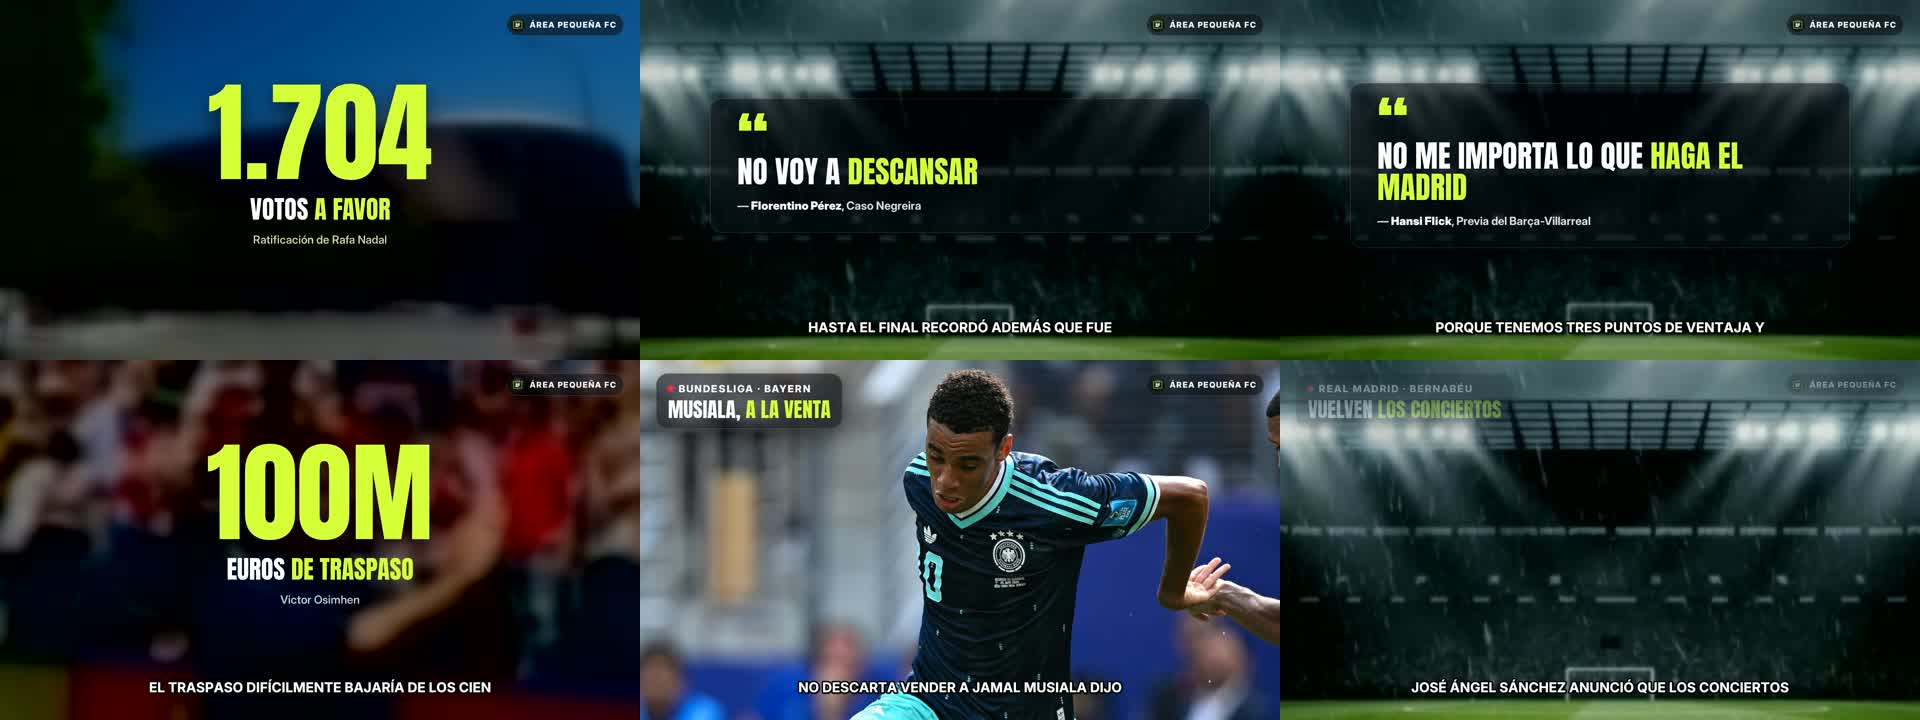 ÁREA PEQUEÑA FC
1.704
VOTOS A FAVOR
Ratificación de Rafa Nadal
ÁREA PEQUEÑA FC
“
NO VOY A DESCANSAR
— Florentino Pérez, Caso Negreira
HASTA EL FINAL RECORDÓ ADEMÁS QUE FUE
ÁREA PEQUEÑA FC
“
NO ME IMPORTA LO QUE HAGA EL
MADRID
— Hansi Flick, Previa del Barça-Villarreal
PORQUE TENEMOS TRES PUNTOS DE VENTAJA Y
ÁREA PEQUEÑA FC
100M
EUROS DE TRASPASO
Victor Osimhen
EL TRASPASO DIFÍCILMENTE BAJARÍA DE LOS CIEN
BUNDESLIGA · BAYERN
MUSIALA, A LA VENTA
ÁREA PEQUEÑA FC
NO DESCARTA VENDER A JAMAL MUSIALA DIJO
REAL MADRID · BERNABÉU
VUELVEN LOS CONCIERTOS
ÁREA PEQUEÑA FC
JOSÉ ÁNGEL SÁNCHEZ ANUNCIÓ QUE LOS CONCIERTOS